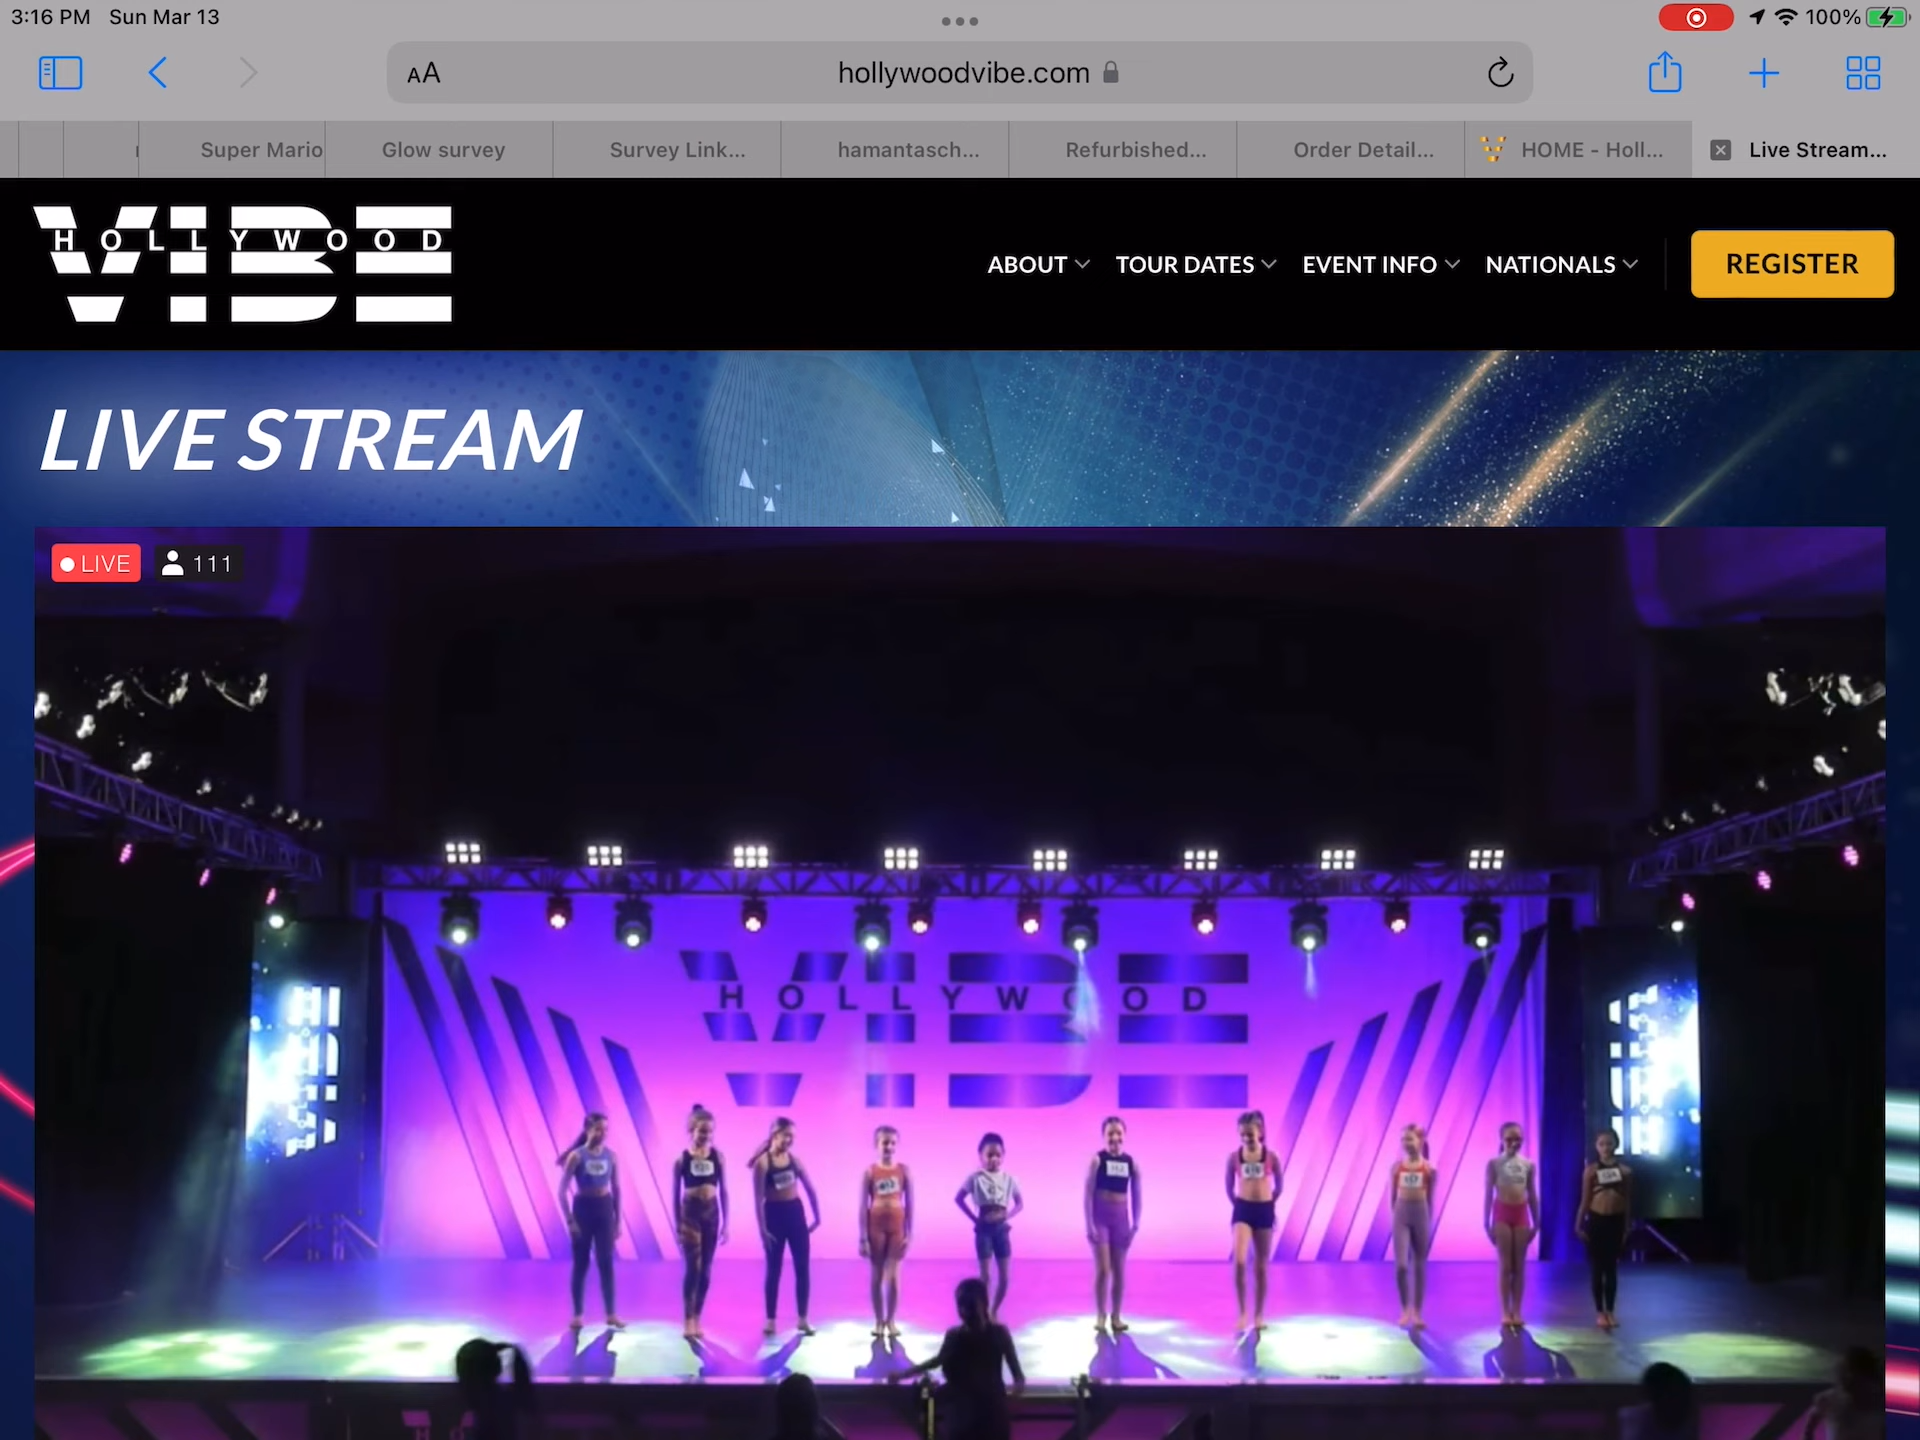 3:16 PM Sun Mar 13
100%
AA
hollywoodvibe.com
Super Mario
Glow survey
Survey Link...
hamantasch...
Refurbished...
Order Detail...
HOME - Holl...
Live Stream...
HOLLYWOOD
VIBE
ABOUT
TOUR DATES
EVENT INFO
NATIONALS
REGISTER
LIVE STREAM
LIVE
111
HOLLYWOOD
VIBE
VIBE
VIBE